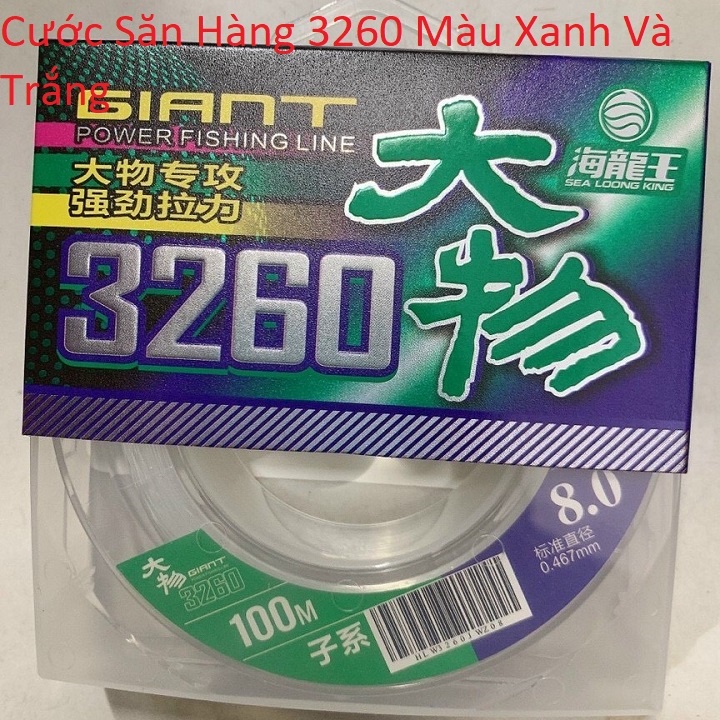 Cước Săn Hàng 3260 Màu Xanh Và
Trắng
GIANT
POWER FISHING LINE
大物专攻
强劲拉力
3260
大物
海龍王
SEA LOONG KING
8.0
标准直径
0.467mm
大物
GIANT
3260
100M
子系
HLW3260JWZ08